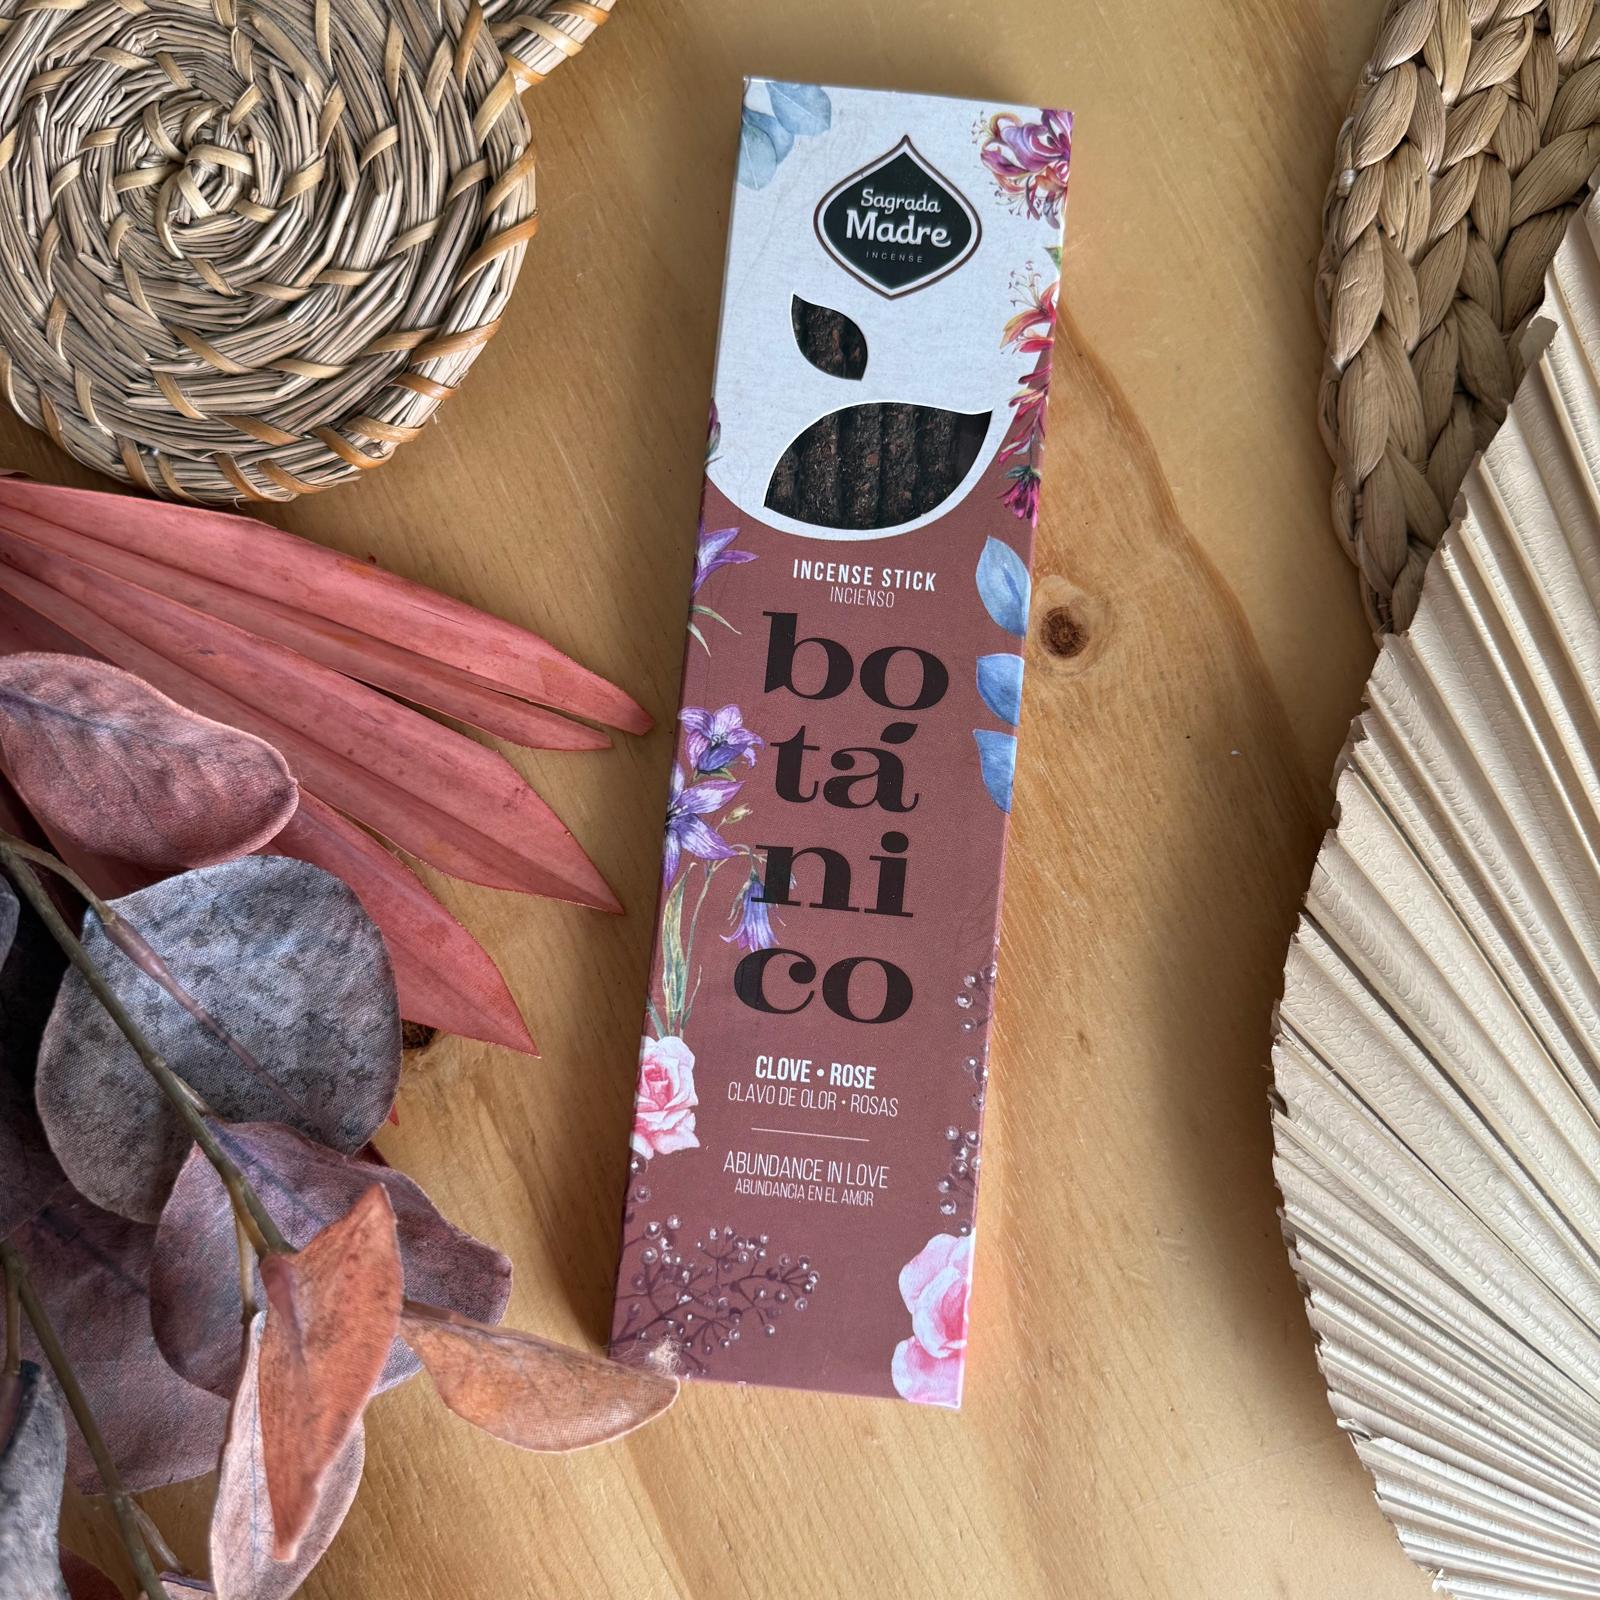 Sagrada
Madre
INCENSE
INCENSE STICK
INCIENSO
bo
tá
ni
co
CLOVE • ROSE
CLAVO DE OLOR • ROSAS
ABUNDANCE IN LOVE
ABUNDANCIA EN EL AMOR